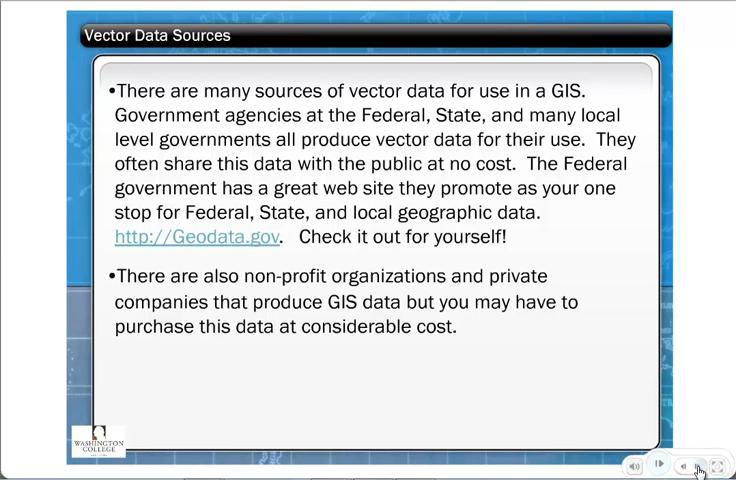 Vector Data Sources
•There are many sources of vector data for use in a GIS.
Government agencies at the Federal, State, and many local
level governments all produce vector data for their use. They
often share this data with the public at no cost. The Federal
government has a great web site they promote as your one
stop for Federal, State, and local geographic data.
http://Geodata.gov. Check it out for yourself!
•There are also non-profit organizations and private
companies that produce GIS data but you may have to
purchase this data at considerable cost.
WASHINGTON
COLLEGE